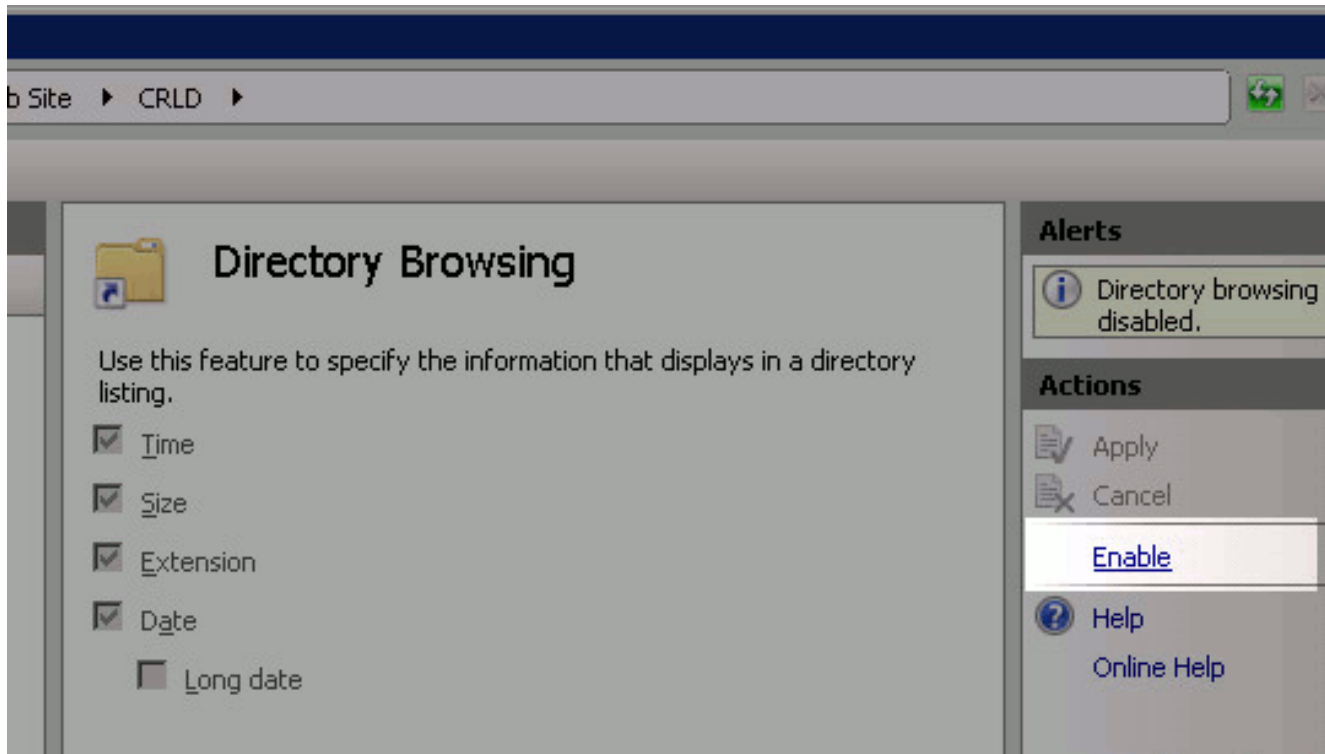 b Site ▸ CRLD ▸
Directory Browsing
Use this feature to specify the information that displays in a directory
listing.
Time
Size
Extension
Date
Long date
Alerts
Directory browsing
disabled.
Actions
Apply
Cancel
Enable
Help
Online Help